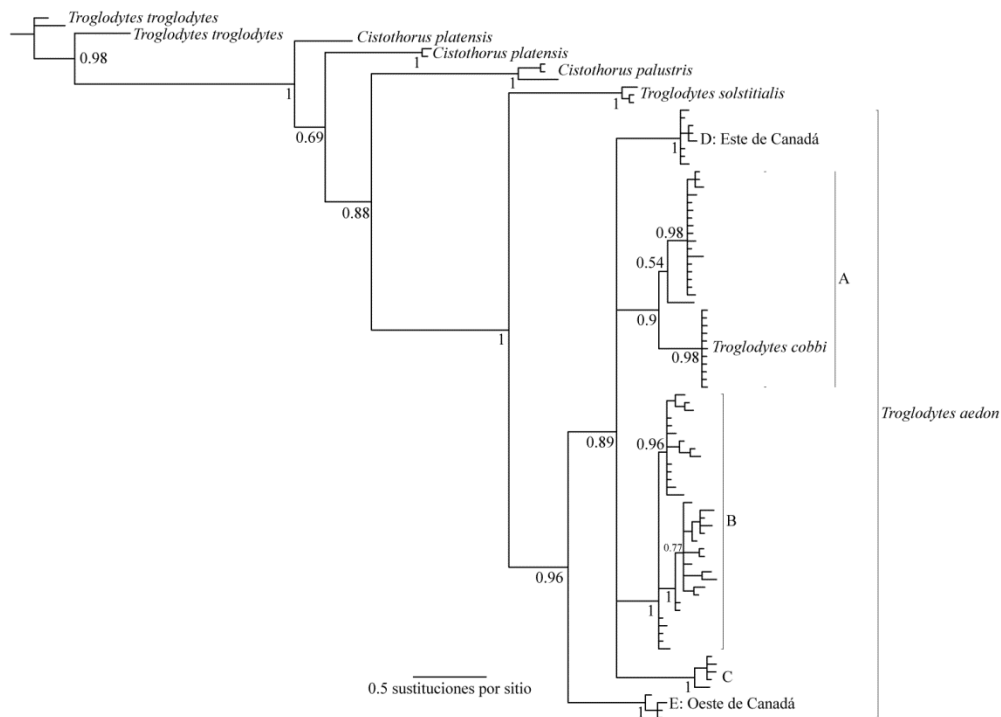 Troglodytes troglodytes
Troglodytes troglodytes
0.98
Cistothorus platensis
Cistothorus platensis
1
1
Cistothorus palustris
1
0.69
Troglodytes solstitialis
1
D: Este de Canadá
1
0.88
0.98
0.54
A
0.9
1
Troglodytes cobbi
0.98
Troglodytes aedon
0.89
0.96
B
0.77
0.96
1
1
C
1
0.5 sustituciones por sitio
E: Oeste de Canadá
1